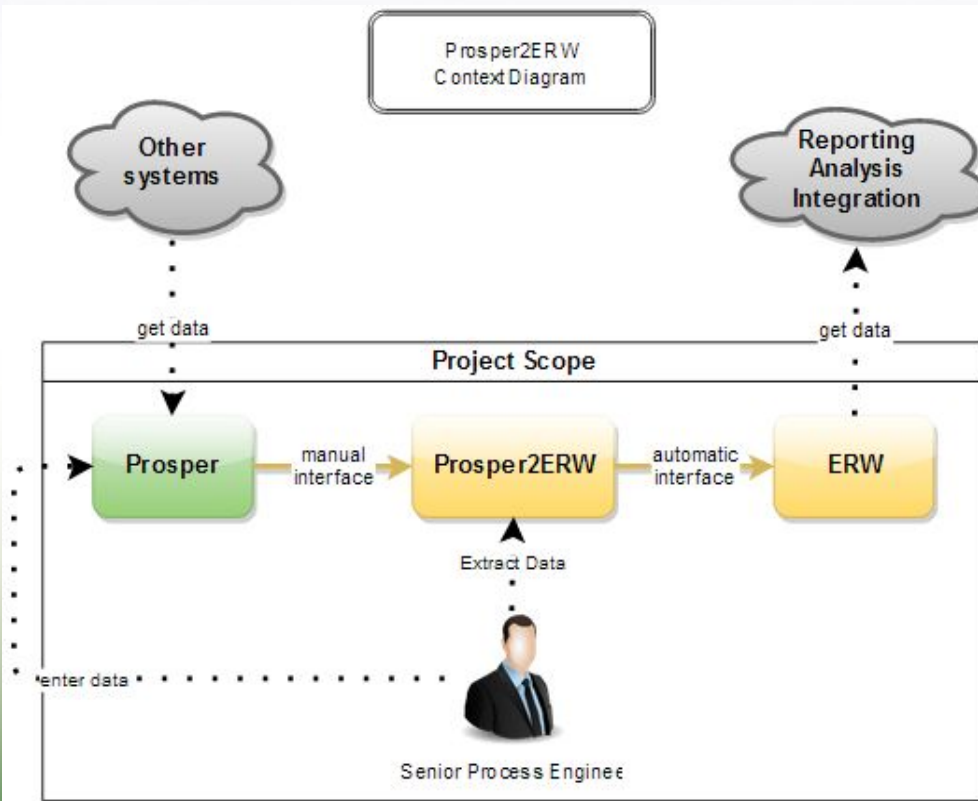 Prosper2ERW
Context Diagram
Other
systems
Reporting
Analysis
Integration
get data
get data
Project Scope
Prosper
manual
interface
Prosper2ERW
automatic
interface
ERW
Extract Data
enter data
Senior Process Enginee